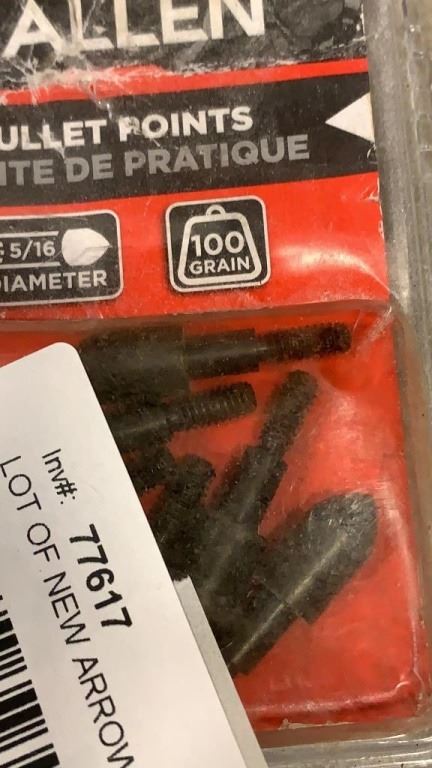 ALLEN
ULLET POINTS
ITE DE PRATIQUE
5/16
DIAMETER
100
GRAIN
Inv#: 77617
LOT OF NEW ARROW